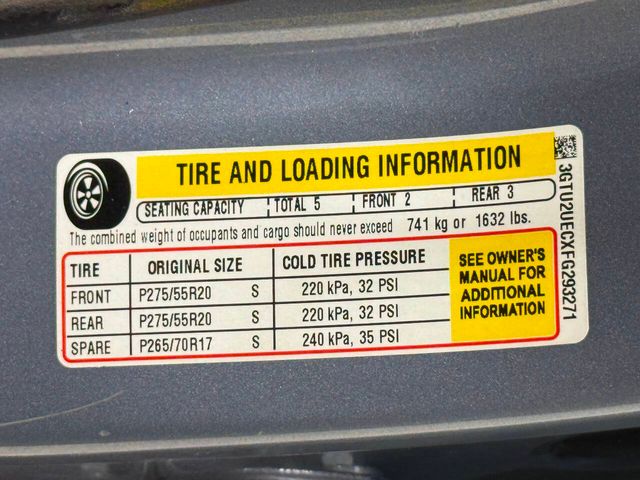 TIRE AND LOADING INFORMATION
SEATING CAPACITY TOTAL 5 FRONT 2 REAR 3
The combined weight of occupants and cargo should never exceed 741 kg or 1632 lbs.
TIRE ORIGINAL SIZE COLD TIRE PRESSURE
FRONT P275/55R20 S 220 kPa, 32 PSI
REAR P275/55R20 S 220 kPa, 32 PSI
SPARE P265/70R17 S 240 kPa, 35 PSI
SEE OWNER'S
MANUAL FOR
ADDITIONAL
INFORMATION
3GTU2UECXFG293271